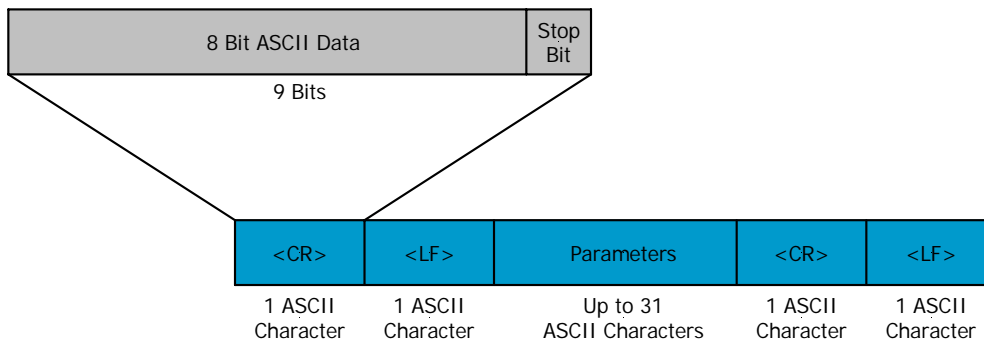 8 Bit ASCII Data
Stop
Bit
9 Bits
<CR>
<LF>
Parameters
<CR>
<LF>
1 ASCII
Character
1 ASCII
Character
Up to 31
ASCII Characters
1 ASCII
Character
1 ASCII
Character